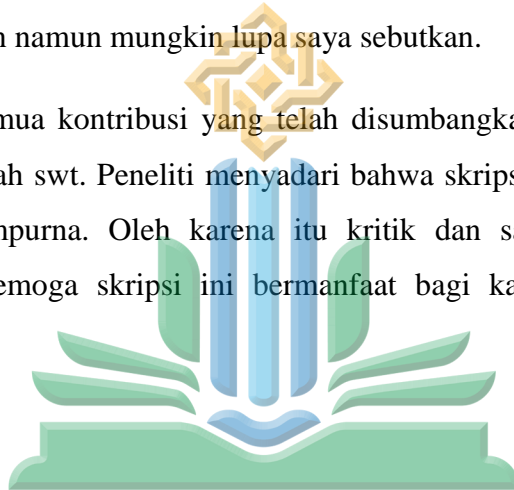 n namun mungkin lupa saya sebutkan.
mua kontribusi yang telah disumbangka
ah swt. Peneliti menyadari bahwa skrips
npurna. Oleh karena itu kritik dan sa
emoga skripsi ini bermanfaat bagi ka